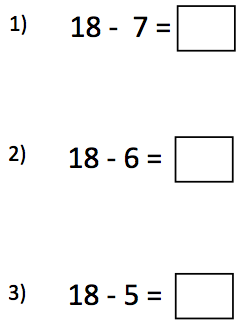 1) 18 - 7 =
2) 18 - 6 =
3) 18 - 5 =